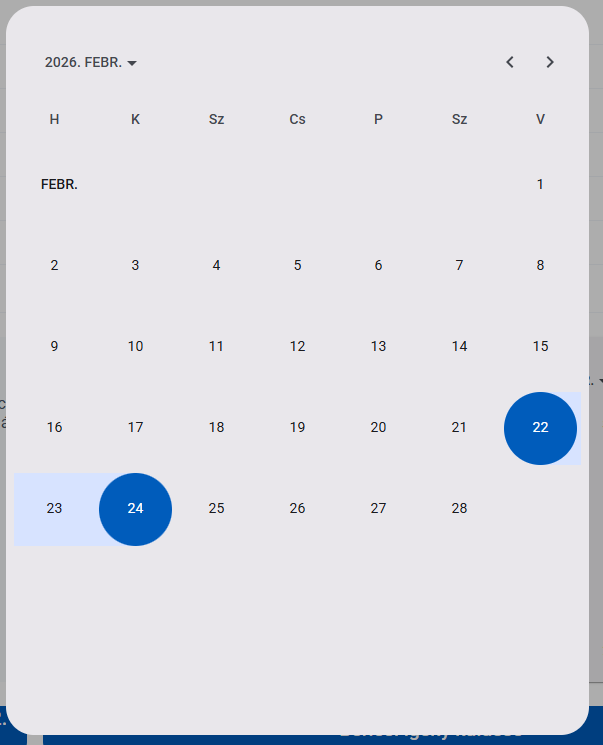 2026. FEBR.
H K Sz Cs P Sz V
FEBR. 1
2 3 4 5 6 7 8
9 10 11 12 13 14 15
16 17 18 19 20 21 22
23 24 25 26 27 28